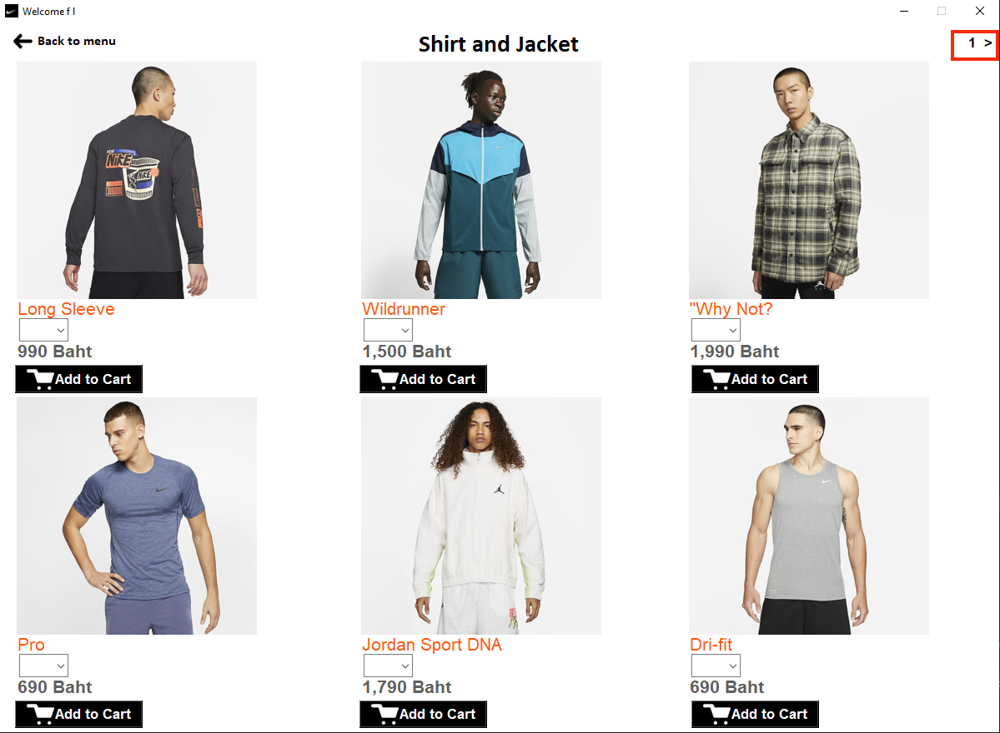 Welcome f l
Back to menu
Shirt and Jacket
1 >
NIKE
NIKE
Long Sleeve
990 Baht
Add to Cart
Wildrunner
1,500 Baht
Add to Cart
"Why Not?
1,990 Baht
Add to Cart
Pro
690 Baht
Add to Cart
Jordan Sport DNA
1,790 Baht
Add to Cart
Dri-fit
690 Baht
Add to Cart